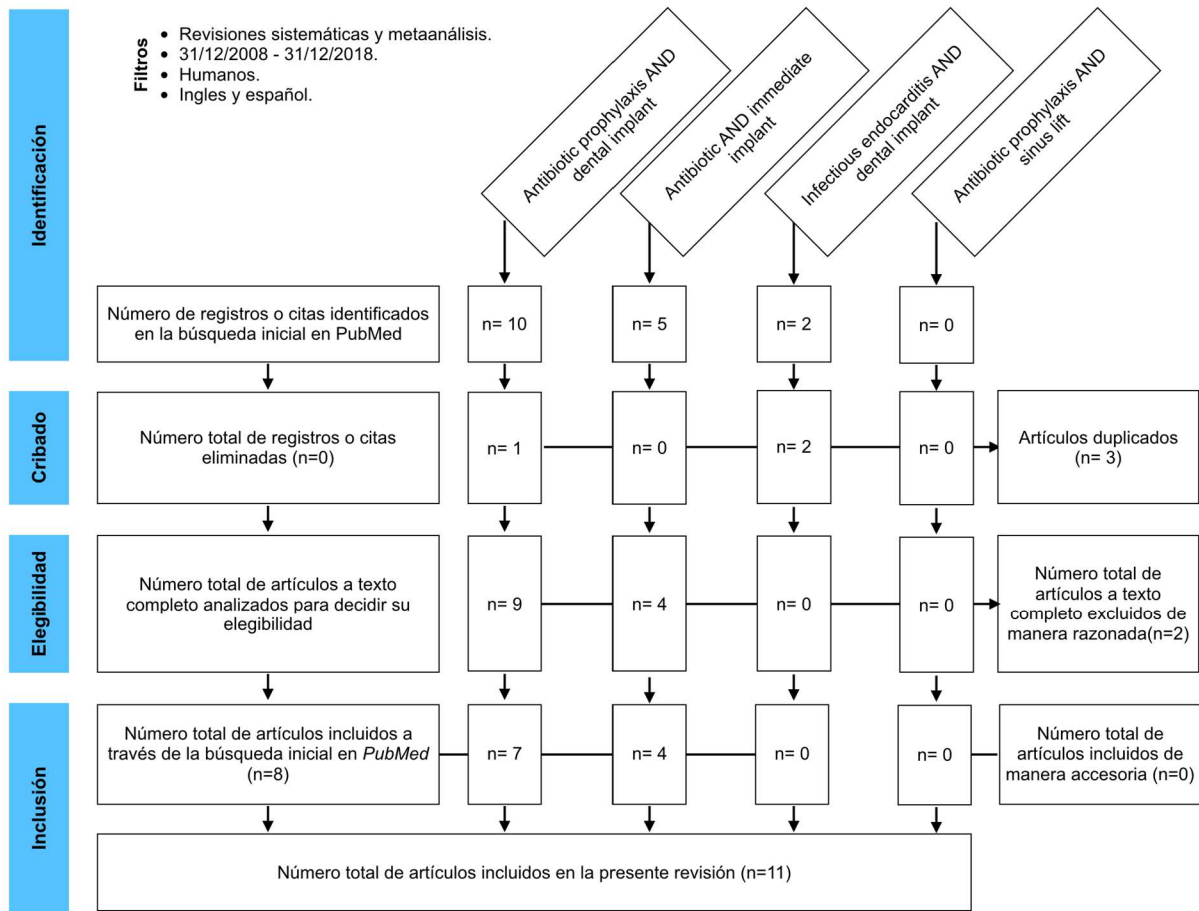 Identificación
Filtros
• Revisiones sistemáticas y metaanálisis.
• 31/12/2008 - 31/12/2018.
• Humanos.
• Ingles y español.
Antibiotic prophylaxis AND
dental implant
Antibiotic AND immediate
implant
Infectious endocarditis AND
dental implant
Antibiotic prophylaxis AND
sinus lift
Número de registros o citas identificados
en la búsqueda inicial en PubMed
n= 10
n= 5
n= 2
n= 0
Cribado
Número total de registros o citas
eliminadas (n=0)
n= 1
n= 0
n= 2
n= 0
Artículos duplicados
(n= 3)
Elegibilidad
Número total de artículos a texto
completo analizados para decidir su
elegibilidad
n= 9
n= 4
n= 0
n= 0
Número total de
artículos a texto
completo excluidos de
manera razonada(n=2)
Inclusión
Número total de artículos incluidos a
través de la búsqueda inicial en PubMed
(n=8)
n= 7
n= 4
n= 0
n= 0
Número total de
artículos incluidos de
manera accesoria (n=0)
Número total de artículos incluidos en la presente revisión (n=11)